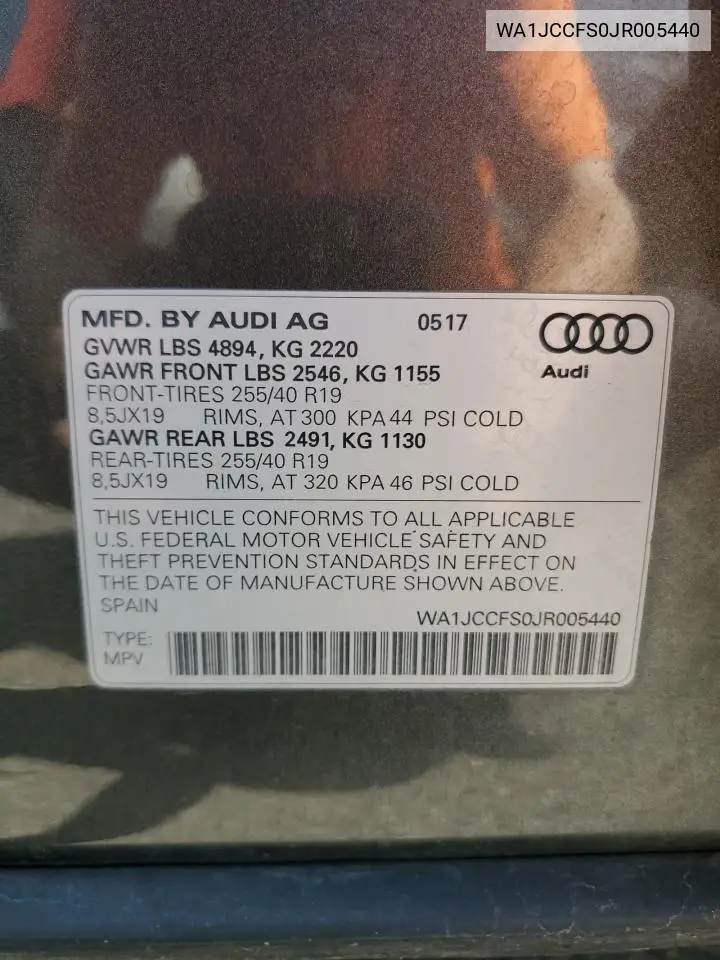 WA1JCCFS0JR005440
MFD. BY AUDI AG 0517
GVWR LBS 4894, KG 2220
GAWR FRONT LBS 2546, KG 1155
FRONT-TIRES 255/40 R19
8,5JX19 RIMS, AT 300 KPA 44 PSI COLD
GAWR REAR LBS 2491, KG 1130
REAR-TIRES 255/40 R19
8,5JX19 RIMS, AT 320 KPA 46 PSI COLD
Audi
THIS VEHICLE CONFORMS TO ALL APPLICABLE
U.S. FEDERAL MOTOR VEHICLE SAFETY AND
THEFT PREVENTION STANDARDS IN EFFECT ON
THE DATE OF MANUFACTURE SHOWN ABOVE.
SPAIN
WA1JCCFS0JR005440
TYPE:
MPV